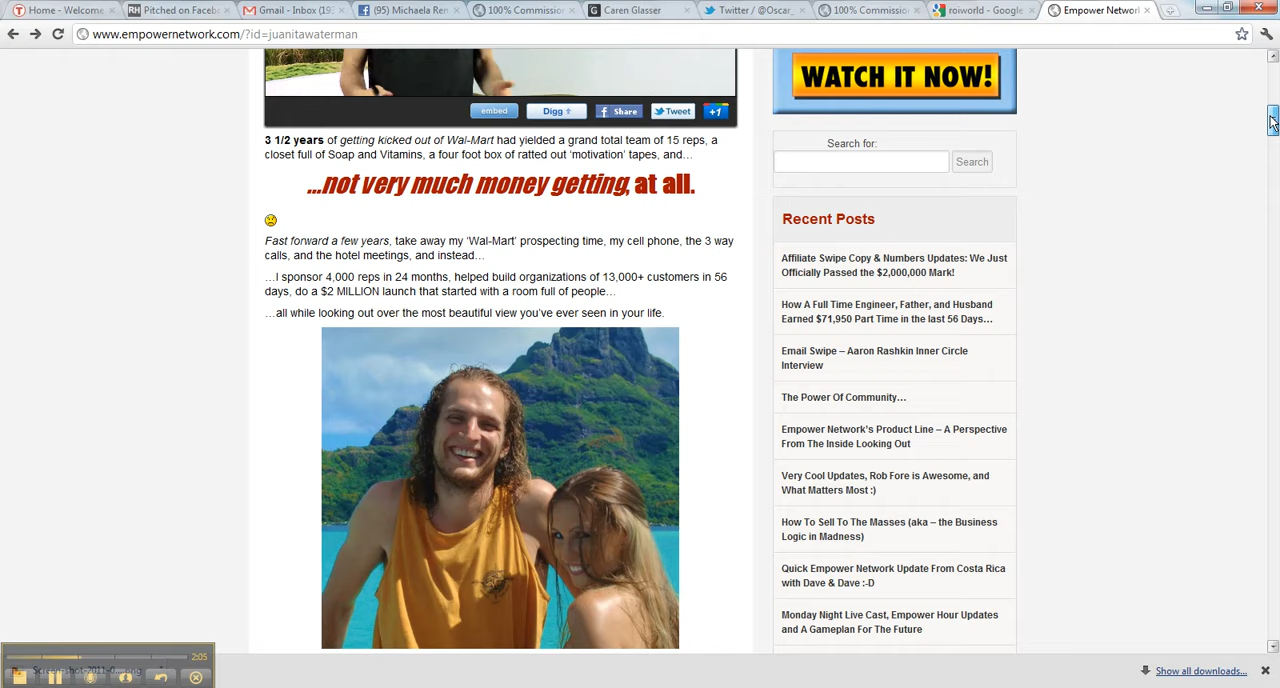 Home - Welcome
Pitched on Facebo
Gmail - Inbox (19
(95) Michaela Ren
100% Commissio
Caren Glasser
Twitter / @Oscar_
100% Commissio
roiworld - Google
Empower Networ
www.empowernetwork.com/?id=juanitawaterman
embed
Digg
Share
Tweet
+1
3 1/2 years of getting kicked out of Wal-Mart had yielded a grand total team of 15 reps, a
closet full of Soap and Vitamins, a four foot box of ratted out ‘motivation’ tapes, and…
…not very much money getting, at all.
Fast forward a few years, take away my ‘Wal-Mart’ prospecting time, my cell phone, the 3 way
calls, and the hotel meetings, and instead…
…I sponsor 4,000 reps in 24 months, helped build organizations of 13,000+ customers in 56
days, do a $2 MILLION launch that started with a room full of people…
…all while looking out over the most beautiful view you’ve ever seen in your life.
WATCH IT NOW!
Search for:
Search
Recent Posts
Affiliate Swipe Copy & Numbers Updates: We Just
Officially Passed the $2,000,000 Mark!
How A Full Time Engineer, Father, and Husband
Earned $71,950 Part Time in the last 56 Days…
Email Swipe – Aaron Rashkin Inner Circle
Interview
The Power Of Community…
Empower Network’s Product Line – A Perspective
From The Inside Looking Out
Very Cool Updates, Rob Fore is Awesome, and
What Matters Most :)
How To Sell To The Masses (aka – the Business
Logic in Madness)
Quick Empower Network Update From Costa Rica
with Dave & Dave :-D
Monday Night Live Cast, Empower Hour Updates
and A Gameplan For The Future
2:05
Screen-shot-2011-0....png
Show all downloads...